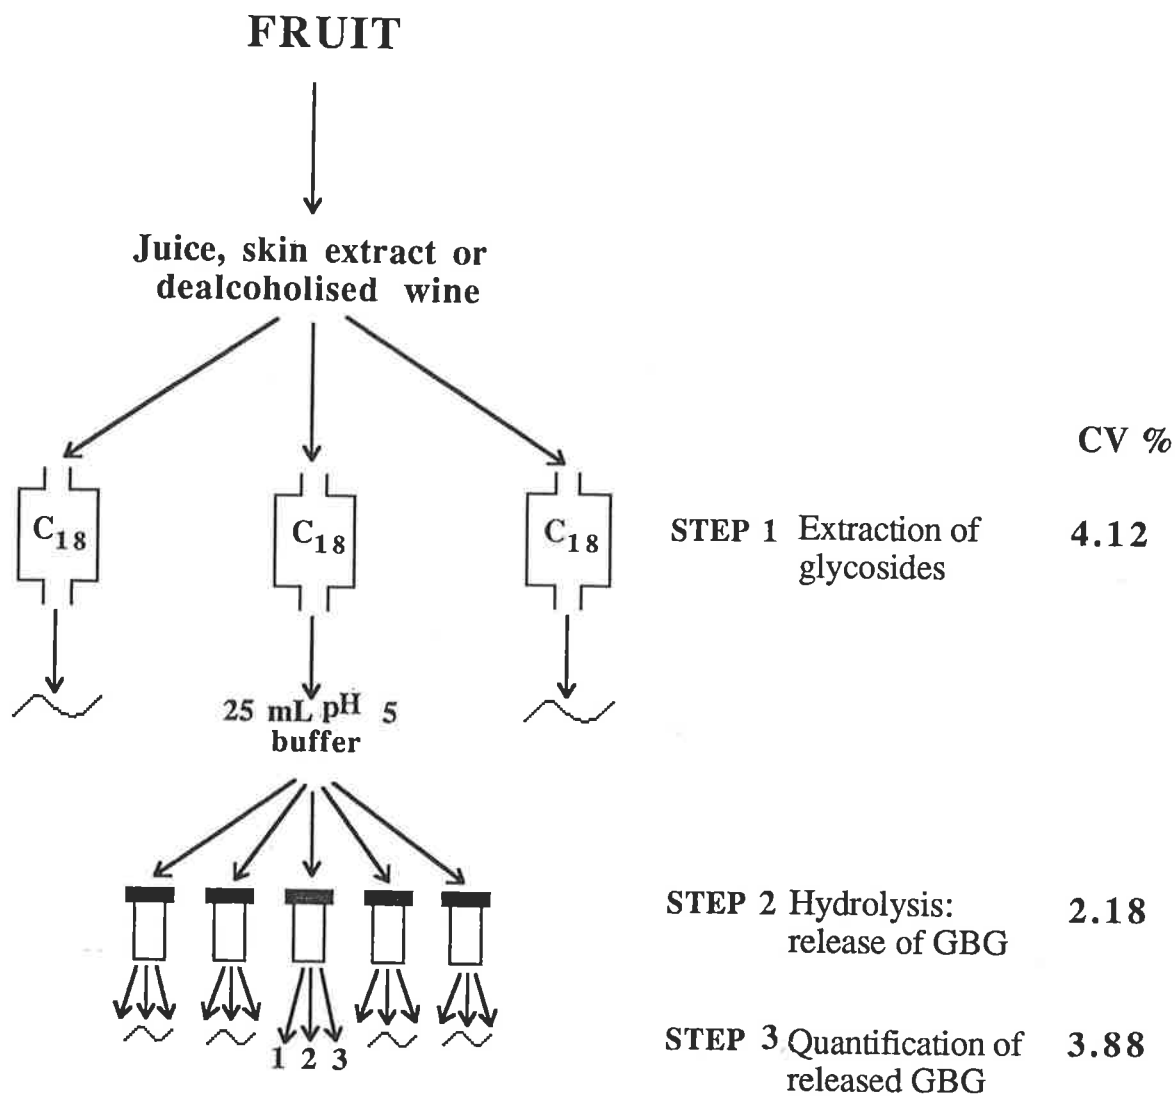 FRUIT
Juice, skin extract or
dealcoholised wine
CV %
C18
C18
C18
STEP 1 Extraction of
glycosides
4.12
25 mL pH 5
buffer
STEP 2 Hydrolysis:
release of GBG
2.18
1 2 3
STEP 3 Quantification of
released GBG
3.88